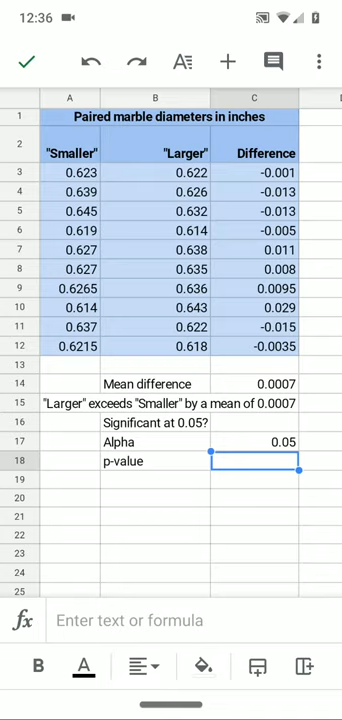 12:36
A B C
1 Paired marble diameters in inches
2 "Smaller" "Larger" Difference
3 0.623 0.622 -0.001
4 0.639 0.626 -0.013
5 0.645 0.632 -0.013
6 0.619 0.614 -0.005
7 0.627 0.638 0.011
8 0.627 0.635 0.008
9 0.6265 0.636 0.0095
10 0.614 0.643 0.029
11 0.637 0.622 -0.015
12 0.6215 0.618 -0.0035
13
14 Mean difference 0.0007
15 "Larger" exceeds "Smaller" by a mean of 0.0007
16 Significant at 0.05?
17 Alpha 0.05
18 p-value
19
20
21
22
23
24
25
fx Enter text or formula
B A